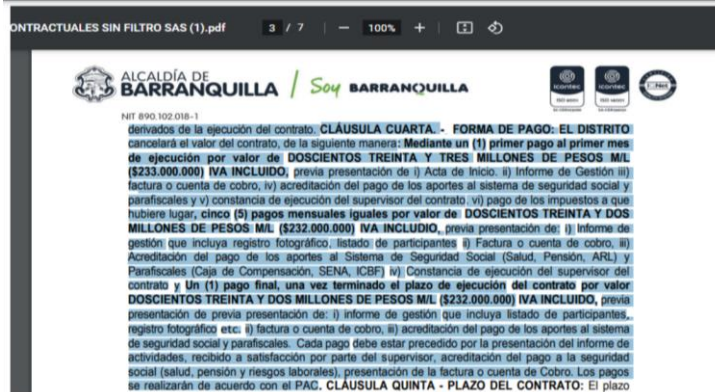 ONTRACTUALES SIN FILTRO SAS (1).pdf
3 / 7
100%
ALCALDÍA DE
BARRANQUILLA
Soy BARRANQUILLA
icontec
icontec
NIT 890.102.018-1
derivados de la ejecución del contrato. CLÁUSULA CUARTA. - FORMA DE PAGO: EL DISTRITO
cancelará el valor del contrato, de la siguiente manera: Mediante un (1) primer pago al primer mes
de ejecución por valor de DOSCIENTOS TREINTA Y TRES MILLONES DE PESOS M/L
($233.000.000) IVA INCLUIDO, previa presentación de i) Acta de Inicio. ii) Informe de Gestión iii)
factura o cuenta de cobro, iv) acreditación del pago de los aportes al sistema de seguridad social y
parafiscales y v) constancia de ejecución del supervisor del contrato. vi) pago de los impuestos a que
hubiere lugar, cinco (5) pagos mensuales iguales por valor de DOSCIENTOS TREINTA Y DOS
MILLONES DE PESOS M/L ($232.000.000) IVA INCLUDIO, previa presentación de: i) Informe de
gestión que incluya registro fotográfico, listado de participantes ii) Factura o cuenta de cobro, iii)
Acreditación del pago de los aportes al Sistema de Seguridad Social (Salud, Pensión, ARL) y
Parafiscales (Caja de Compensación, SENA, ICBF) iv) Constancia de ejecución del supervisor del
contrato y Un (1) pago final, una vez terminado el plazo de ejecución del contrato por valor
DOSCIENTOS TREINTA Y DOS MILLONES DE PESOS M/L ($232.000.000) IVA INCLUIDO, previa
presentación de previa presentación de: i) informe de gestión que incluya listado de participantes,
registro fotográfico etc. ii) factura o cuenta de cobro, iii) acreditación del pago de los aportes al sistema
de seguridad social y parafiscales. Cada pago debe estar precedido por la presentación del informe de
actividades, recibido a satisfacción por parte del supervisor, acreditación del pago a la seguridad
social (salud, pensión y riesgos laborales), presentación de la factura o cuenta de Cobro. Los pagos
se realizarán de acuerdo con el PAC. CLÁUSULA QUINTA - PLAZO DEL CONTRATO: El plazo